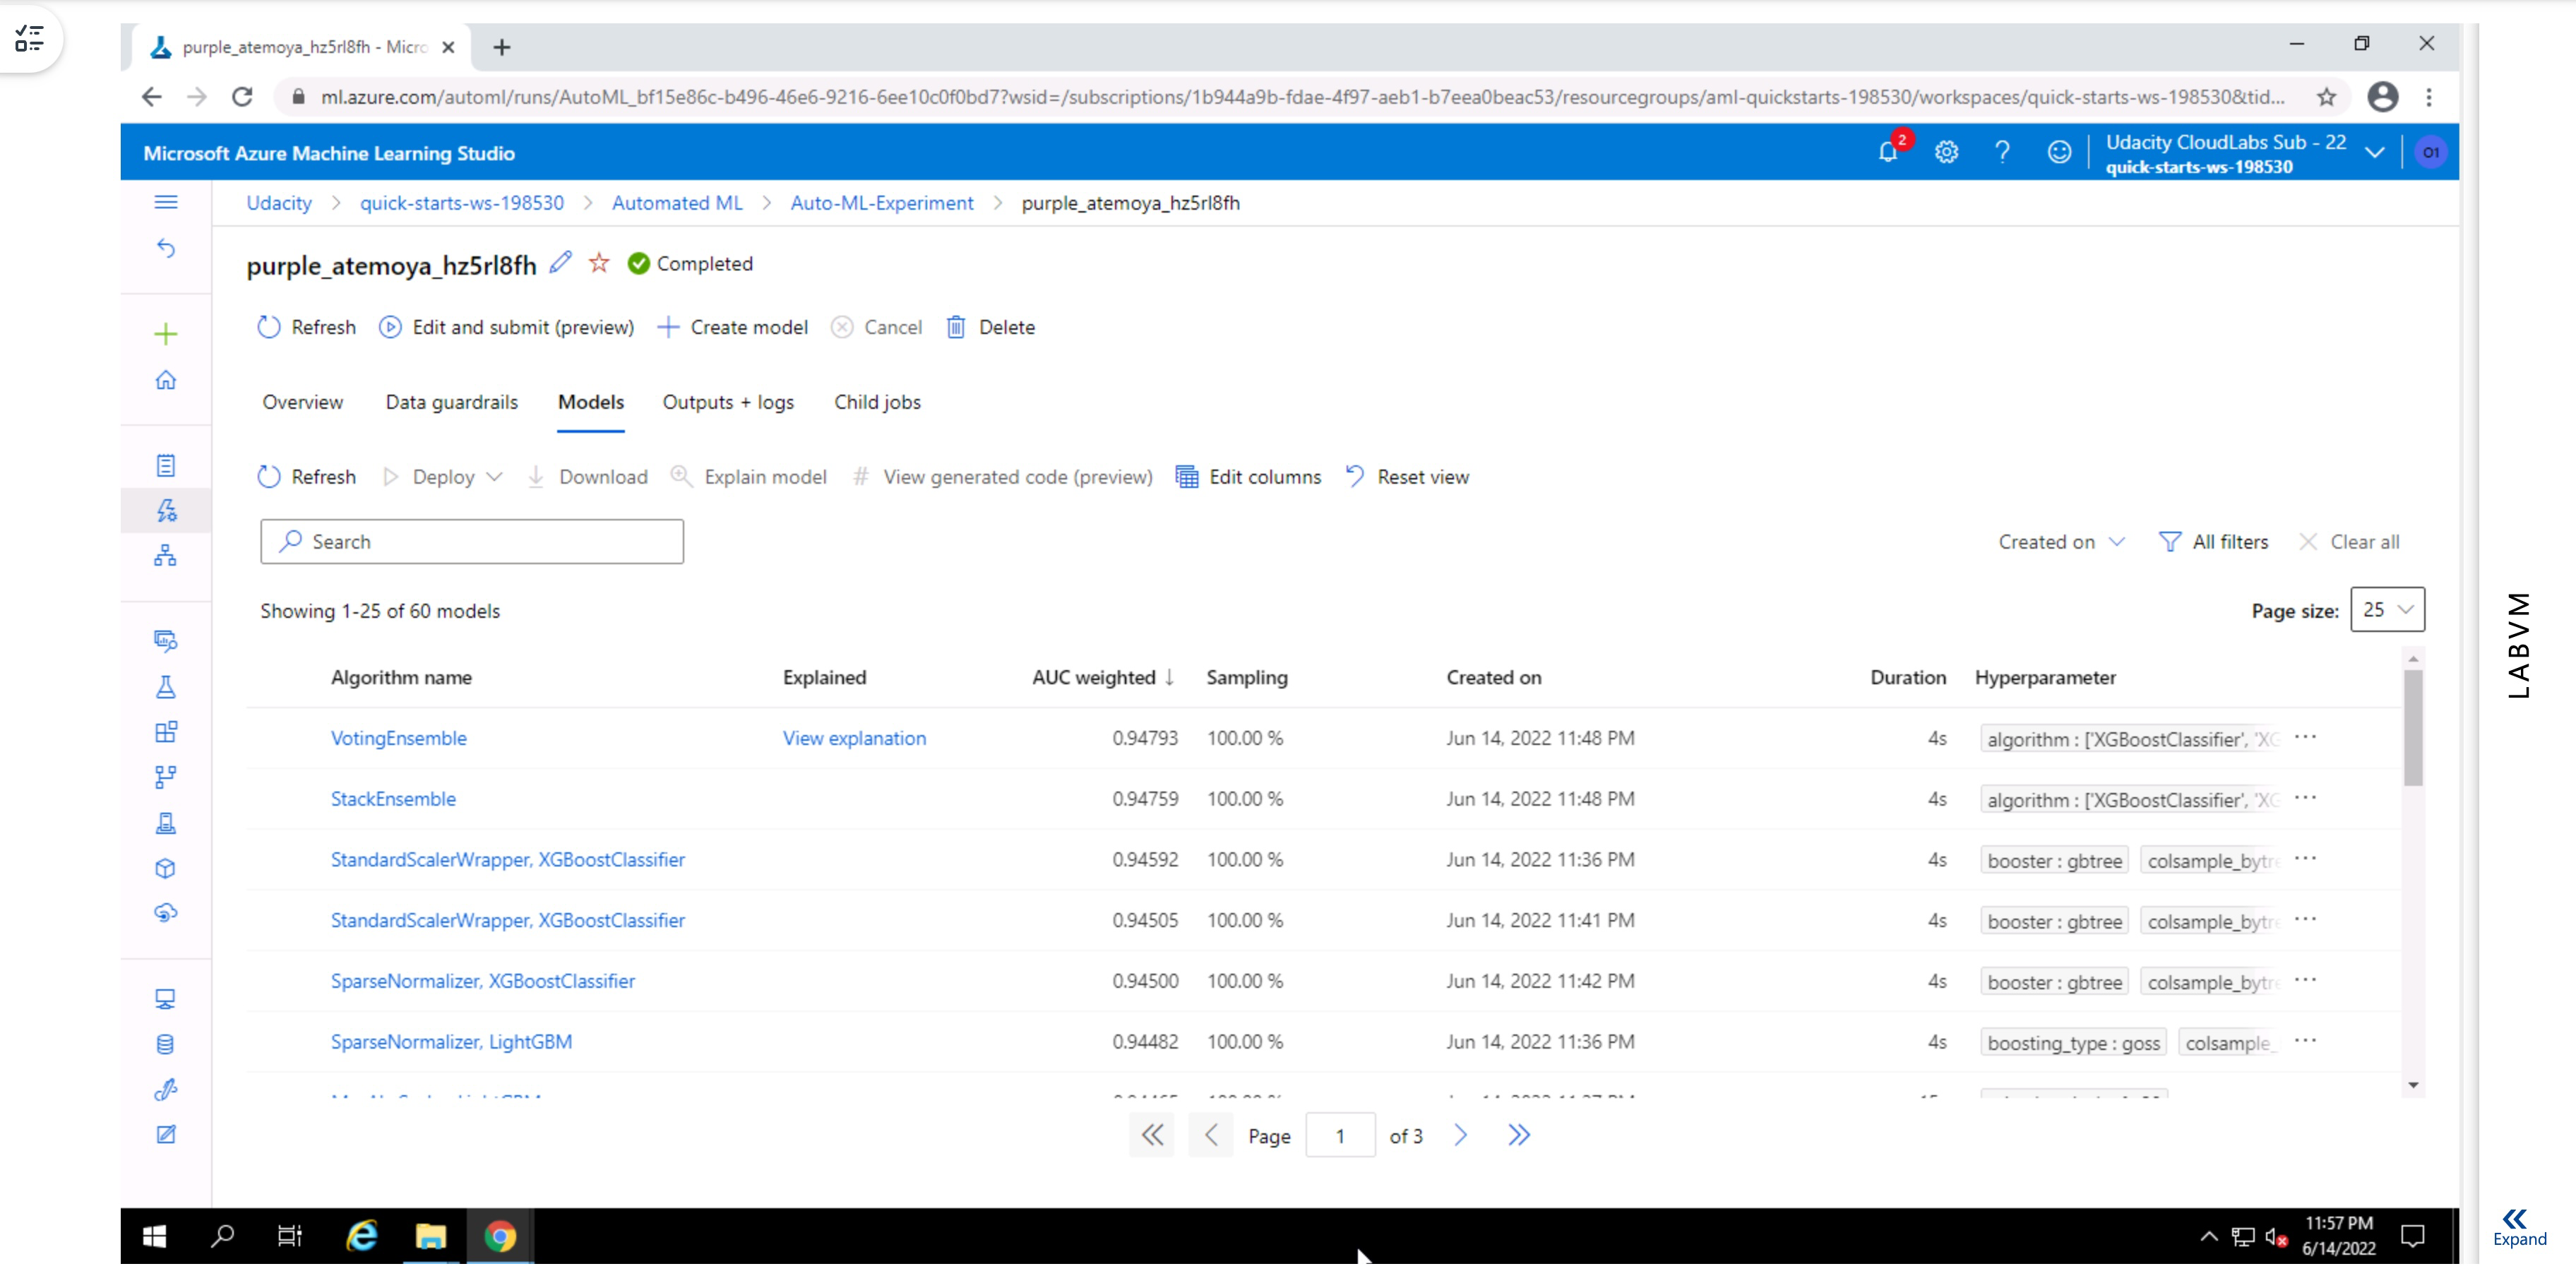 purple_atemoya_hz5rl8fh - Micro
ml.azure.com/automl/runs/AutoML_bf15e86c-b496-46e6-9216-6ee10c0f0bd7?wsid=/subscriptions/1b944a9b-fdae-4f97-aeb1-b7eea0beac53/resourcegroups/aml-quickstarts-198530/workspaces/quick-starts-ws-198530&tid...
Microsoft Azure Machine Learning Studio
2
Udacity CloudLabs Sub - 22
quick-starts-ws-198530
O1
Udacity > quick-starts-ws-198530 > Automated ML > Auto-ML-Experiment > purple_atemoya_hz5rl8fh
purple_atemoya_hz5rl8fh Completed
Refresh Edit and submit (preview) Create model Cancel Delete
Overview Data guardrails Models Outputs + logs Child jobs
Refresh Deploy Download Explain model # View generated code (preview) Edit columns Reset view
Search Created on All filters Clear all
Showing 1-25 of 60 models Page size: 25
Algorithm name Explained AUC weighted ↓ Sampling Created on Duration Hyperparameter
VotingEnsemble View explanation 0.94793 100.00 % Jun 14, 2022 11:48 PM 4s algorithm : ['XGBoostClassifier', 'XG ...
StackEnsemble 0.94759 100.00 % Jun 14, 2022 11:48 PM 4s algorithm : ['XGBoostClassifier', 'XG ...
StandardScalerWrapper, XGBoostClassifier 0.94592 100.00 % Jun 14, 2022 11:36 PM 4s booster : gbtree colsample_bytre ...
StandardScalerWrapper, XGBoostClassifier 0.94505 100.00 % Jun 14, 2022 11:41 PM 4s booster : gbtree colsample_bytre ...
SparseNormalizer, XGBoostClassifier 0.94500 100.00 % Jun 14, 2022 11:42 PM 4s booster : gbtree colsample_bytre ...
SparseNormalizer, LightGBM 0.94482 100.00 % Jun 14, 2022 11:36 PM 4s boosting_type : goss colsample_ ...
Page 1 of 3
LABVM
11:57 PM
6/14/2022
Expand